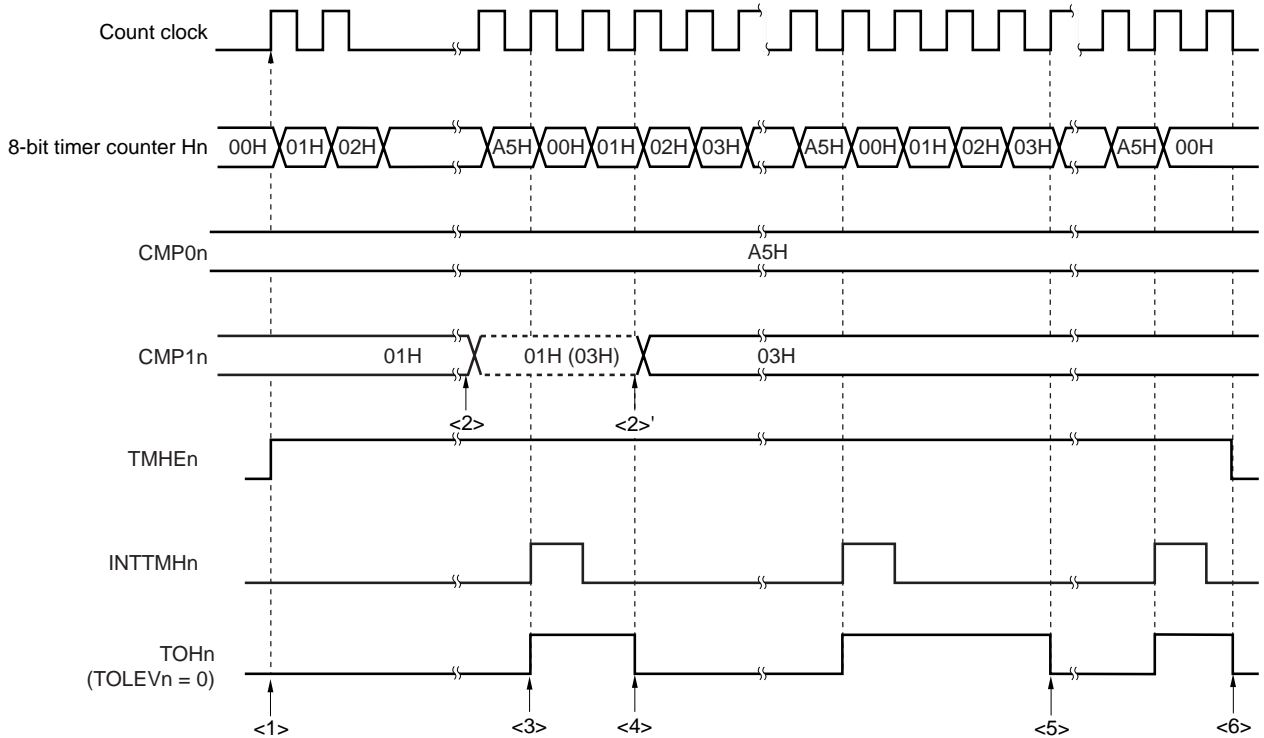 Count clock
8-bit timer counter Hn 00H 01H 02H A5H 00H 01H 02H 03H A5H 00H 01H 02H 03H A5H 00H
CMP0n A5H
CMP1n 01H 01H (03H) 03H
<2> <2>'
TMHEn
INTTMHn
TOHn
(TOLEVn = 0)
<1> <3> <4> <5> <6>